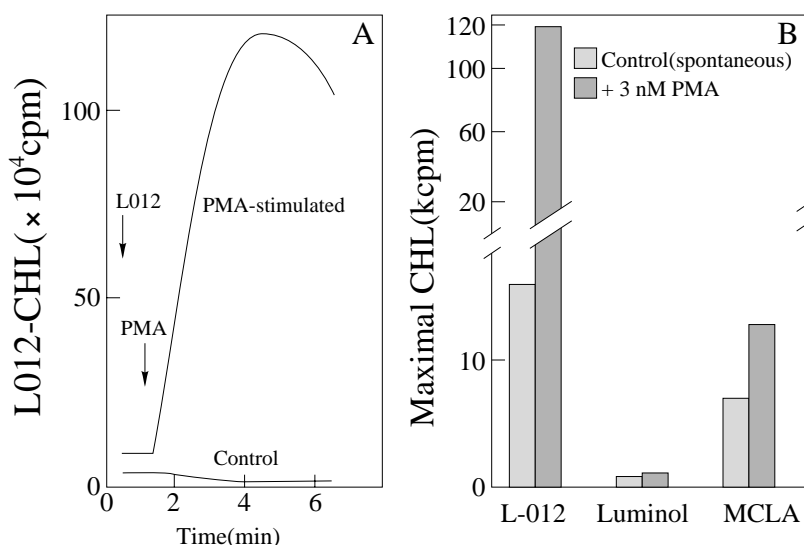 A
L012-CHL( × 10⁴cpm)
100
50
0
L012
PMA
PMA-stimulated
Control
2
4
6
Time(min)
B
Maximal CHL(kcpm)
120
100
60
20
10
0
Control(spontaneous)
+ 3 nM PMA
L-012
Luminol
MCLA